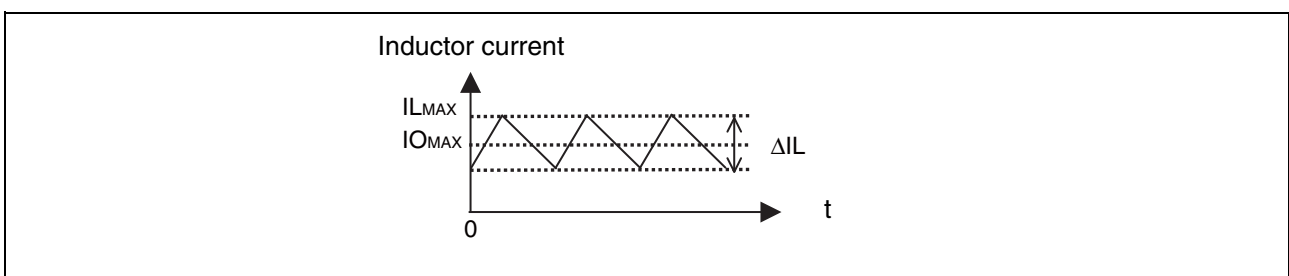 Inductor current
ILMAX
IOMAX
ΔIL
t
0